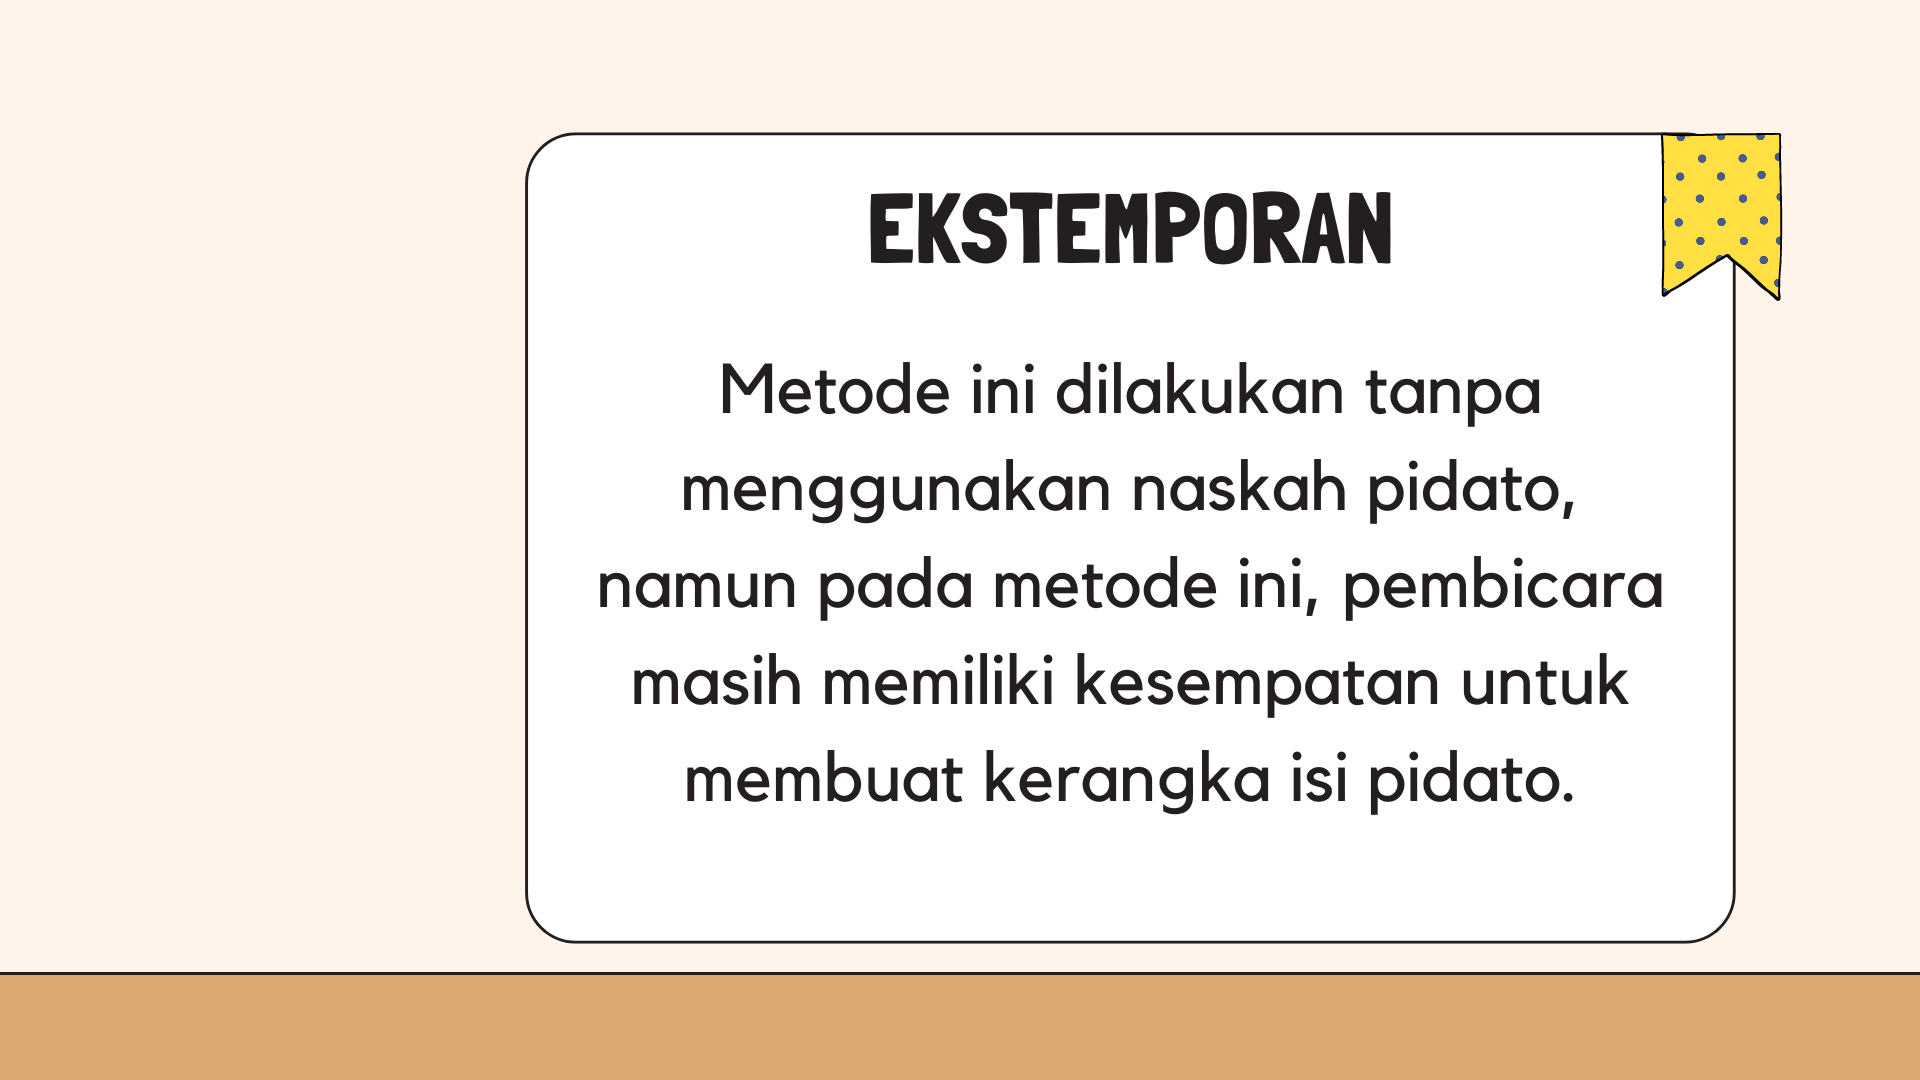 EKSTEMPORAN
Metode ini dilakukan tanpa
menggunakan naskah pidato,
namun pada metode ini, pembicara
masih memiliki kesempatan untuk
membuat kerangka isi pidato.